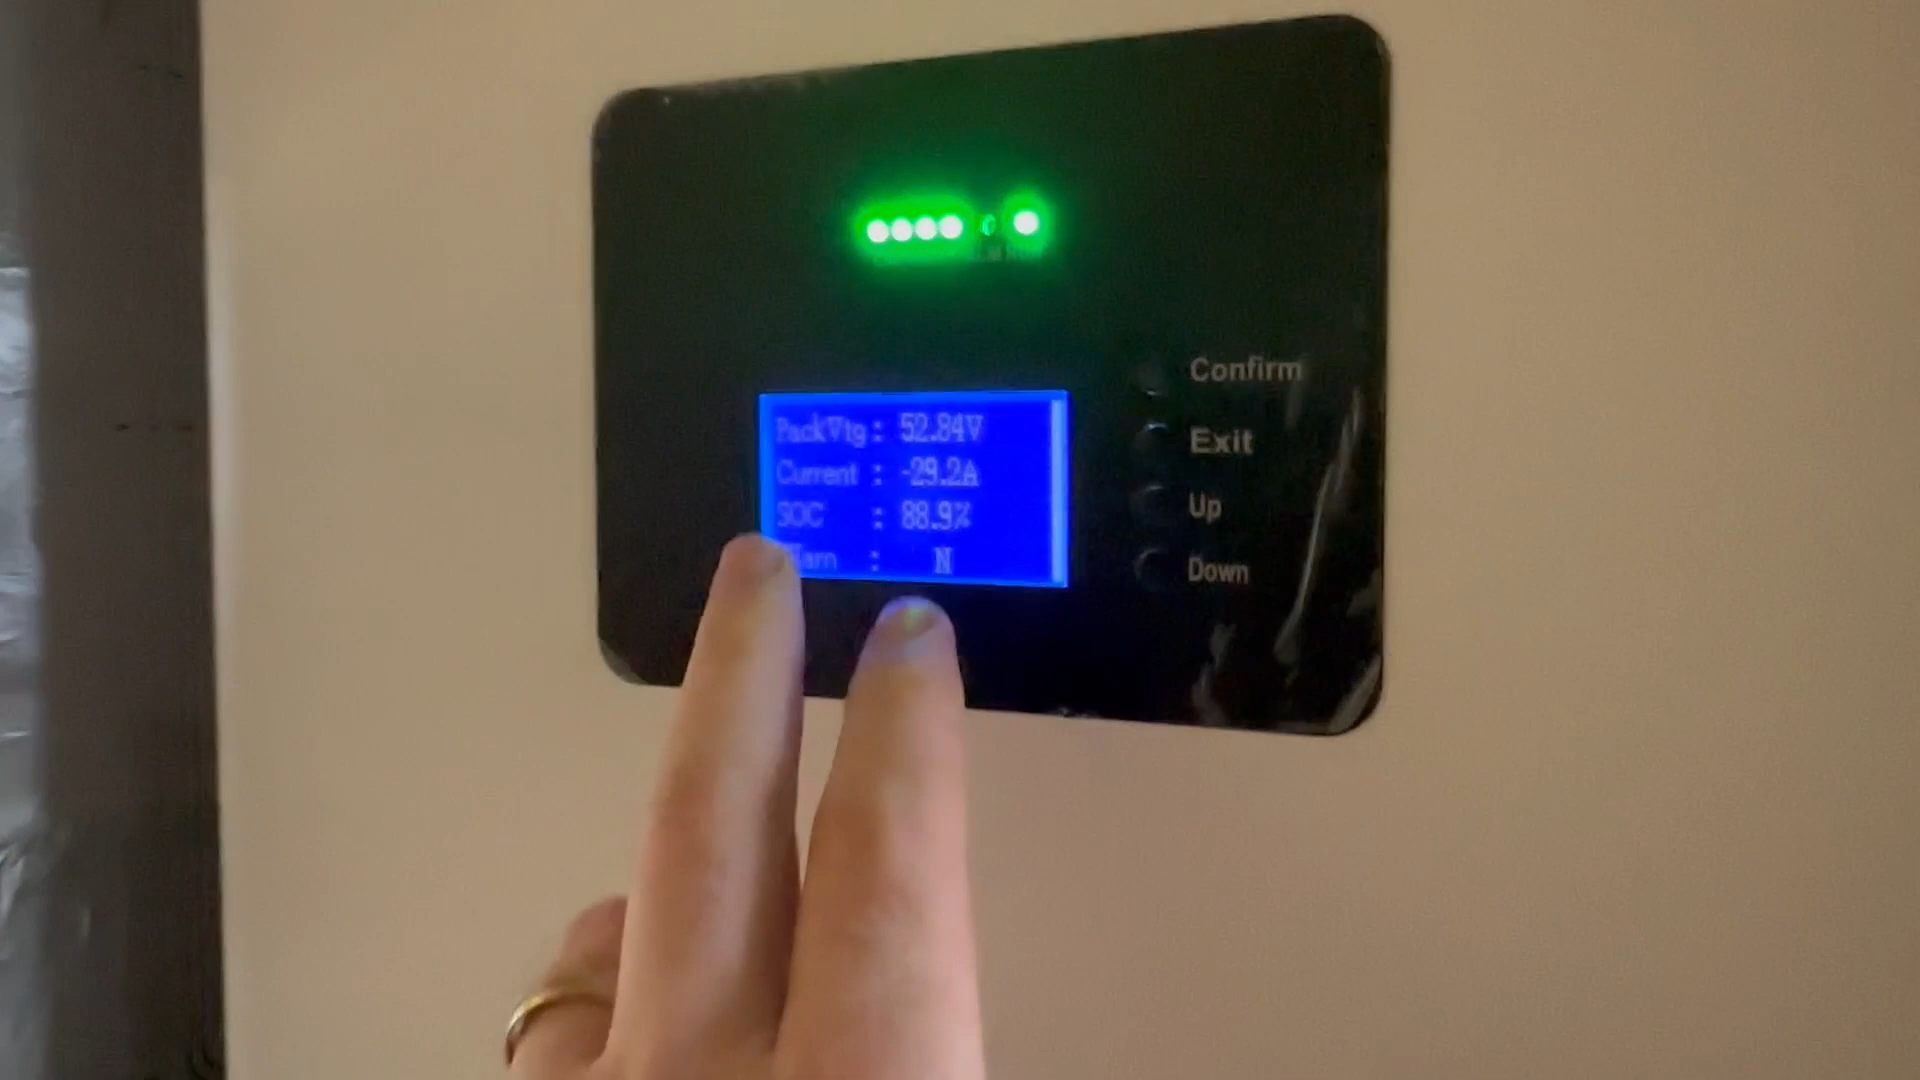 PackVtg : 52.84V
Current : -29.2A
SOC : 88.9%
: N
Confirm
Exit
Up
Down